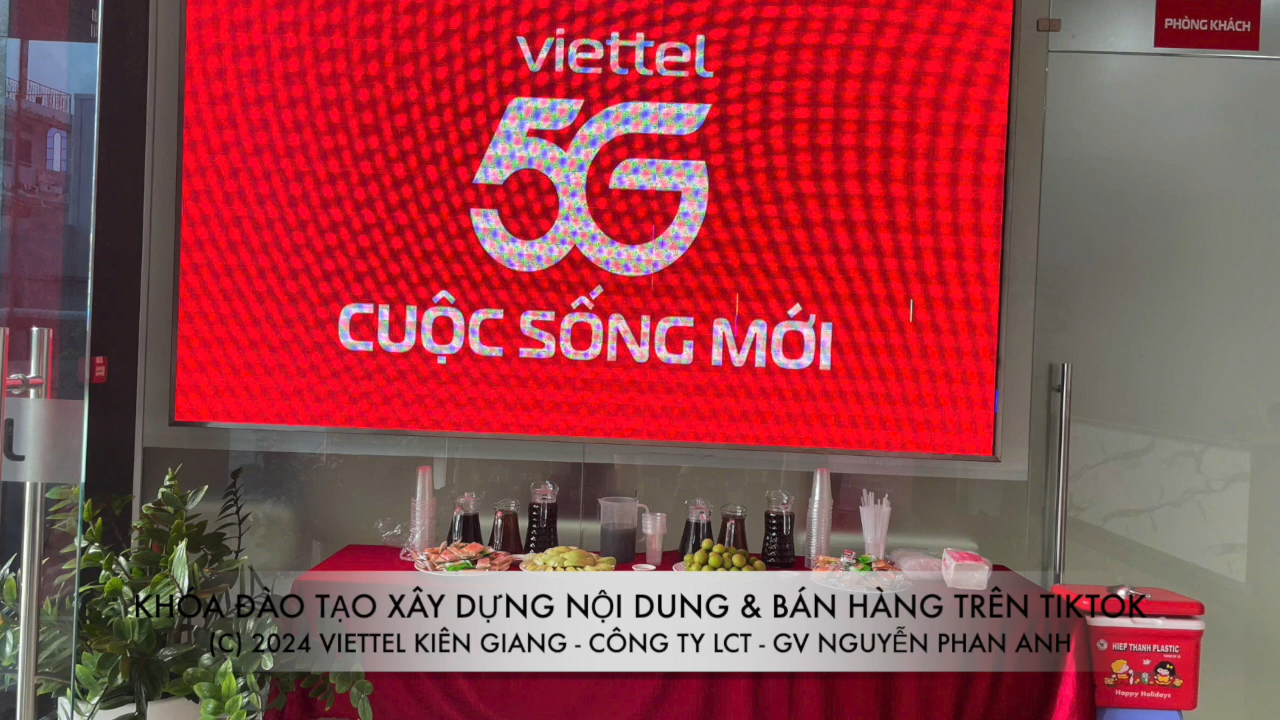 PHÒNG KHÁCH
viettel
5G
CUỘC SỐNG MỚI
KHÓA ĐÀO TẠO XÂY DỰNG NỘI DUNG & BÁN HÀNG TRÊN TIKTOK
(C) 2024 VIETTEL KIÊN GIANG - CÔNG TY LCT - GV NGUYỄN PHAN ANH
HIEP THANH PLASTIC
Happy Holidays